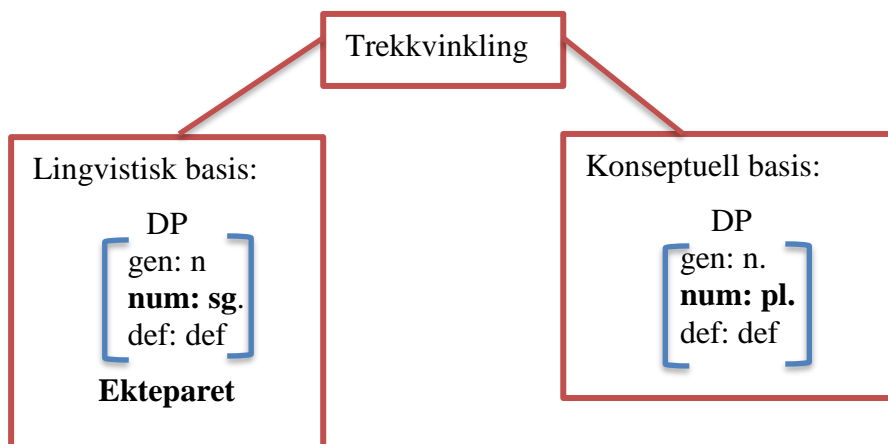 Trekkvinkling
Lingvistisk basis:
DP
gen: n
num: sg.
def: def
Ekteparet
Konseptuell basis:
DP
gen: n.
num: pl.
def: def